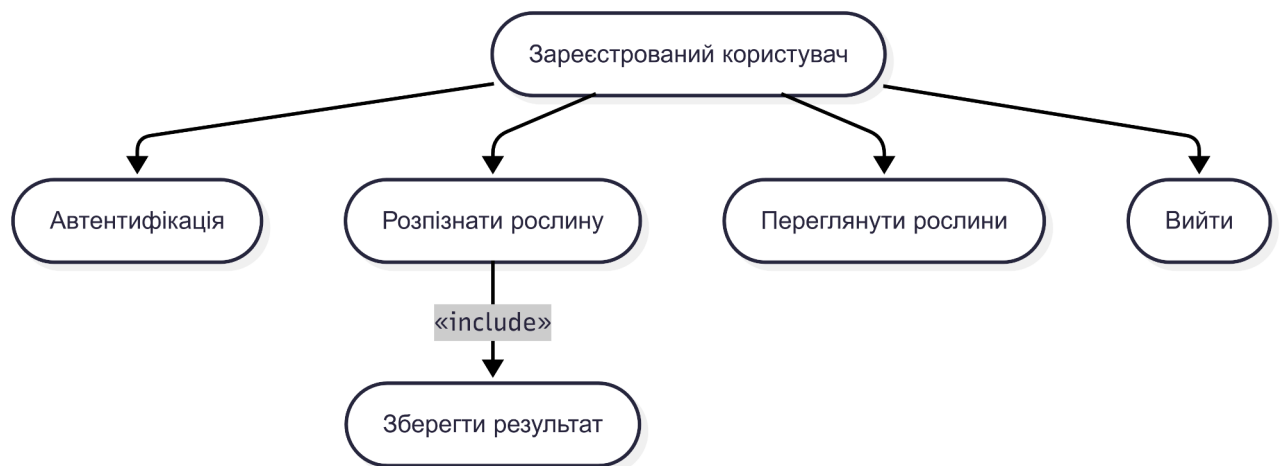 Зареєстрований користувач
Автентифікація
Розпізнати рослину
Переглянути рослини
Вийти
«include»
Зберегти результат